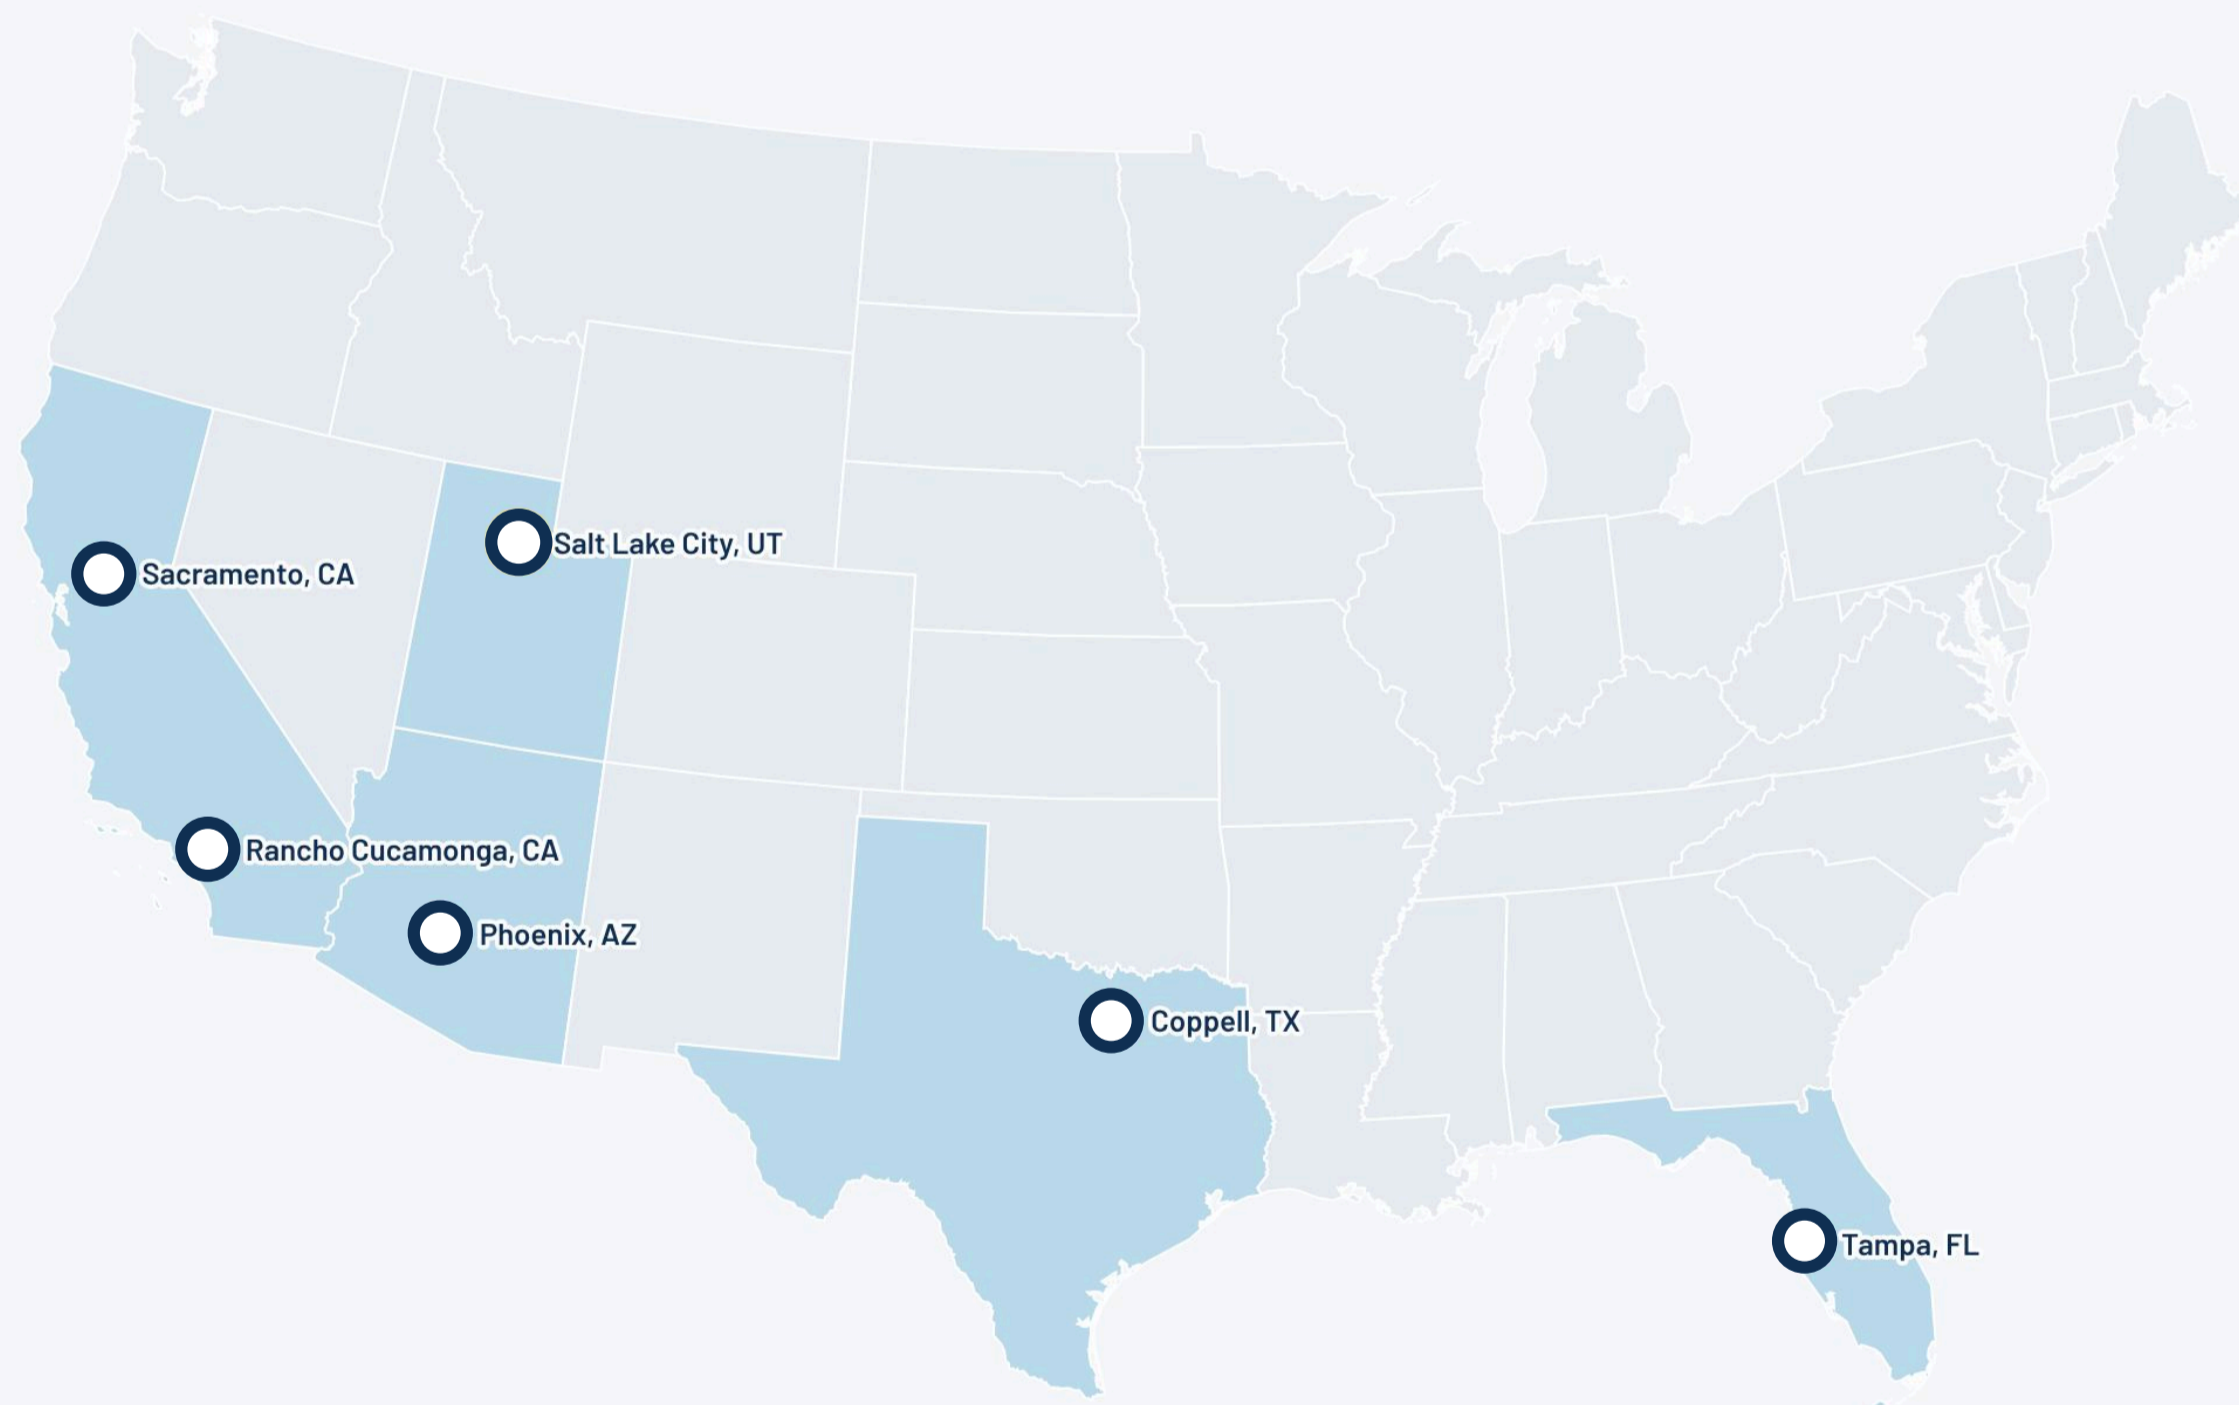 Salt Lake City, UT
Sacramento, CA
Rancho Cucamonga, CA
Phoenix, AZ
Coppell, TX
Tampa, FL